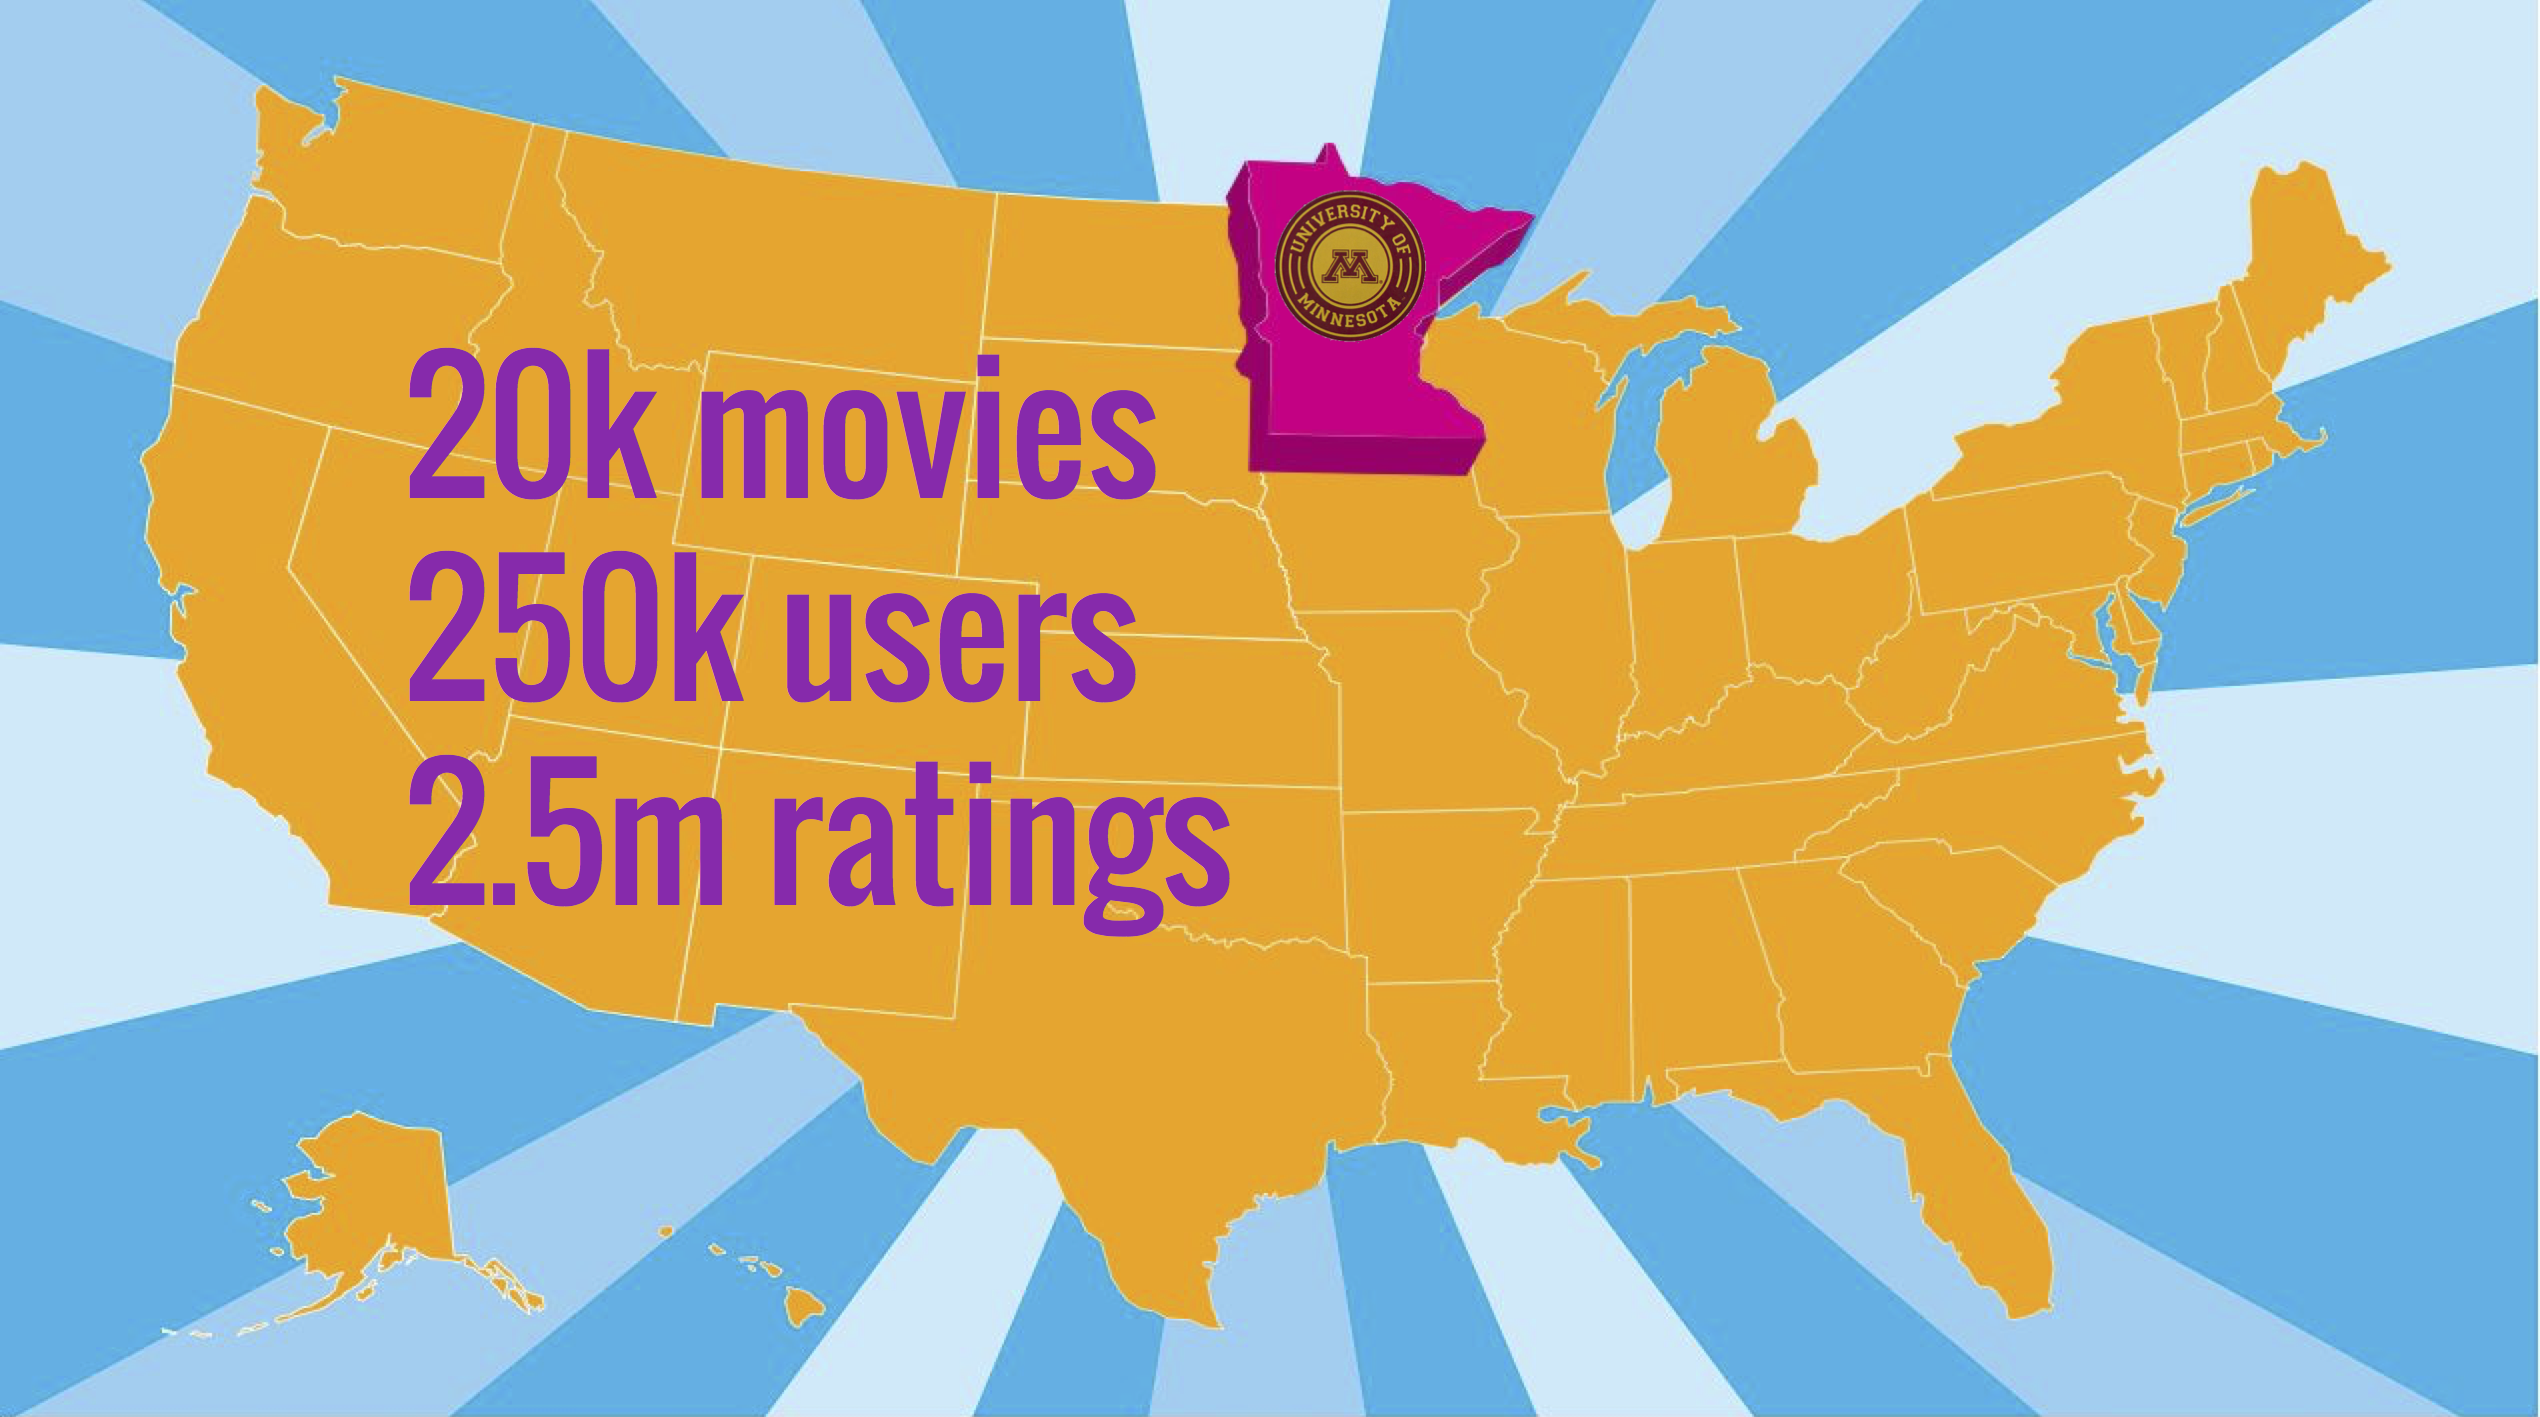 UNIVERSITY OF
M
MINNESOTA
20k movies
250k users
2.5m ratings